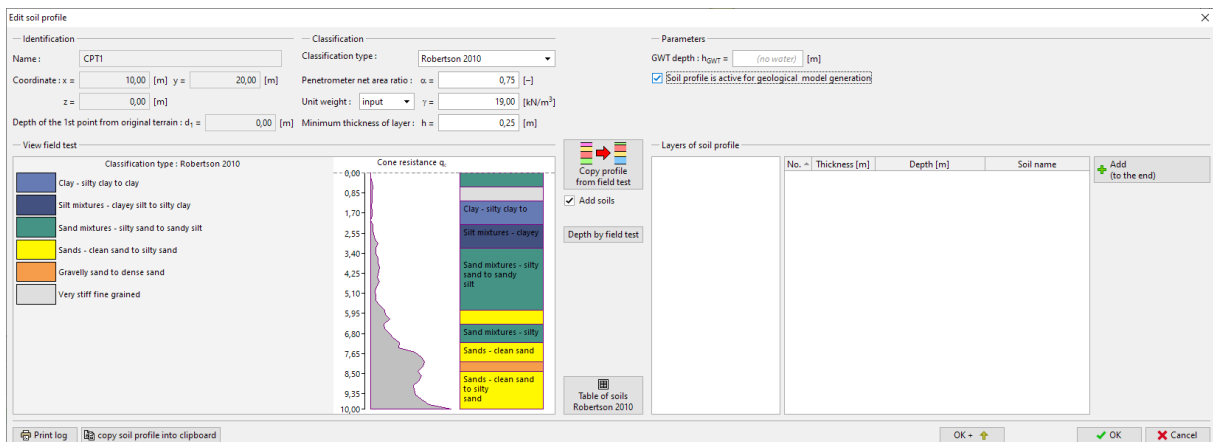 Edit soil profile
Identification
Name :
CPT1
Coordinate : x =
10,00
[m]
y =
20,00
[m]
z =
0,00
[m]
Depth of the 1st point from original terrain : d₁ =
0,00
[m]
Classification
Classification type :
Robertson 2010
Penetrometer net area ratio :
α =
0,75
[–]
Unit weight :
input
γ =
19,00
[kN/m³]
Minimum thickness of layer :
h =
0,25
[m]
Parameters
GWT depth : hGWT =
(no water)
[m]
Soil profile is active for geological model generation
View field test
Classification type : Robertson 2010
Clay - silty clay to clay
Silt mixtures - clayey silt to silty clay
Sand mixtures - silty sand to sandy silt
Sands - clean sand to silty sand
Gravelly sand to dense sand
Very stiff fine grained
Cone resistance qc
0,00
0,85
1,70
2,55
3,40
4,25
5,10
5,95
6,80
7,65
8,50
9,35
10,00
Clay - silty clay to
Silt mixtures - clayey
Sand mixtures - silty
sand to sandy
silt
Sand mixtures - silty
Sands - clean sand
Sands - clean sand
to silty
sand
Copy profile
from field test
Add soils
Depth by field test
Table of soils
Robertson 2010
Layers of soil profile
No.
Thickness [m]
Depth [m]
Soil name
Add
(to the end)
Print log
copy soil profile into clipboard
OK +
OK
Cancel